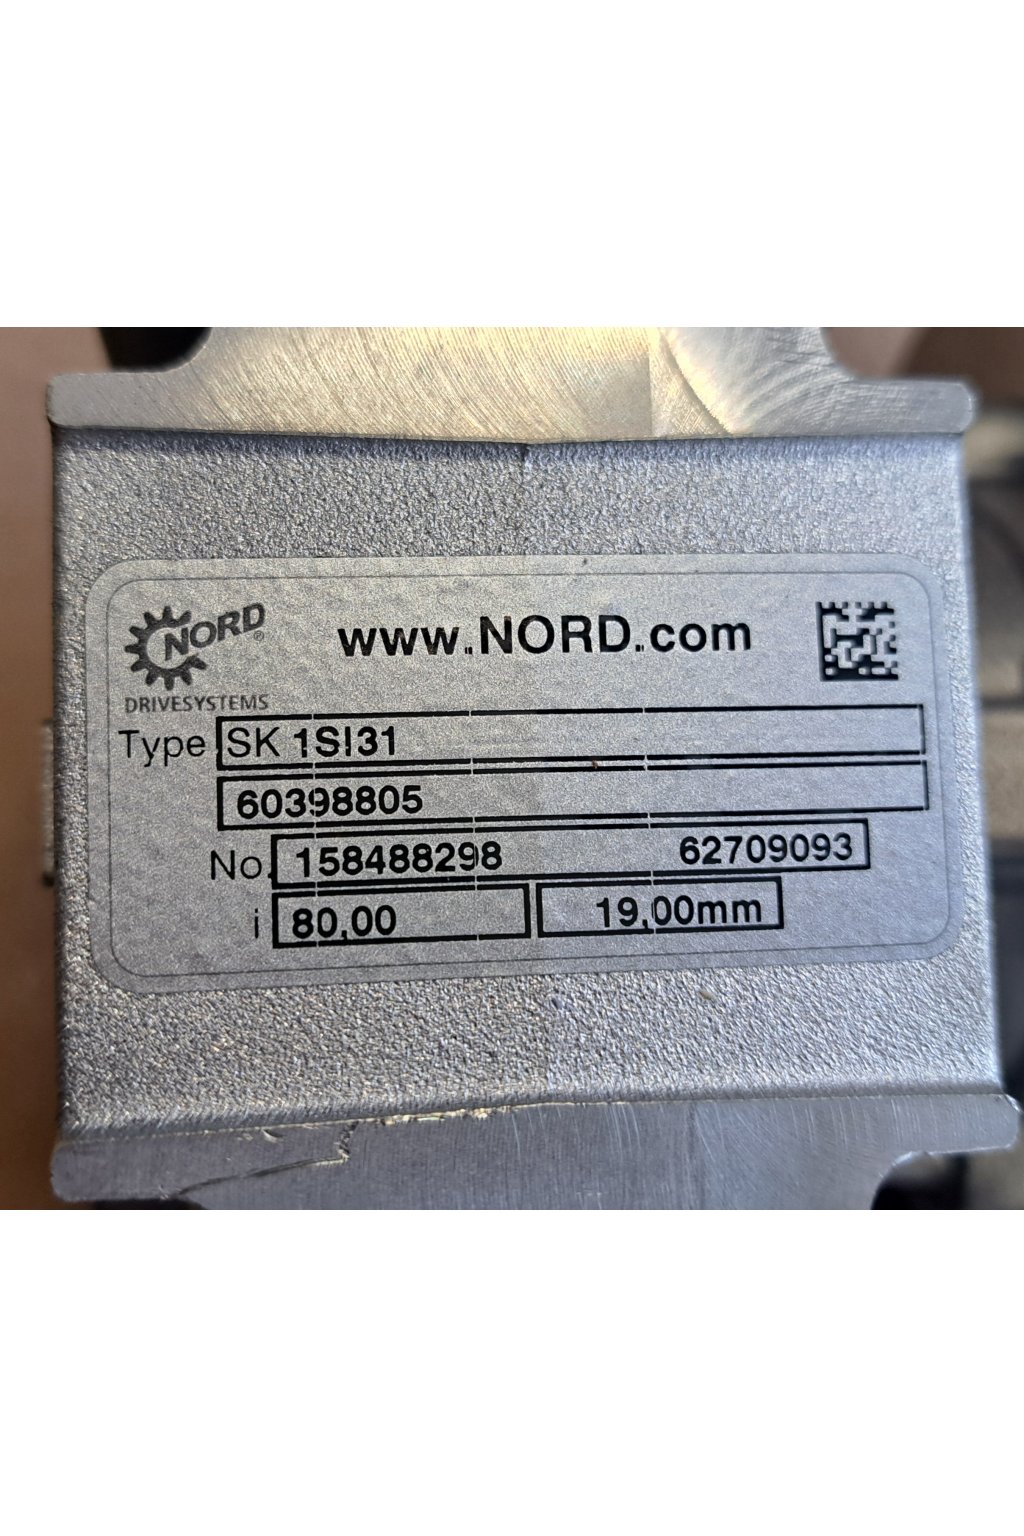 NORD®
DRIVESYSTEMS
www.NORD.com
Type SK 1SI31
60398805
No. 158488298 62709093
i 80,00 19,00mm